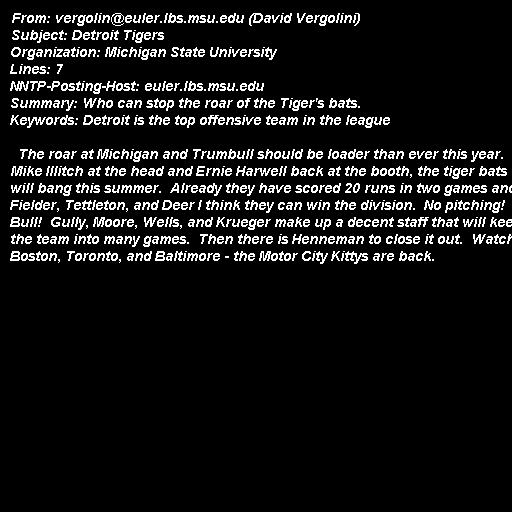 From: vergolin@euler.lbs.msu.edu (David Vergolini)
Subject: Detroit Tigers
Organization: Michigan State University
Lines: 7
NNTP-Posting-Host: euler.lbs.msu.edu
Summary: Who can stop the roar of the Tiger's bats.
Keywords: Detroit is the top offensive team in the league

The roar at Michigan and Trumbull should be loader than ever this year.
Mike Illitch at the head and Ernie Harwell back at the booth, the tiger bats
will bang this summer.  Already they have scored 20 runs in two games and
Fielder, Tettleton, and Deer I think they can win the division.  No pitching!
Bull!  Gully, Moore, Wells, and Krueger make up a decent staff that will kee
the team into many games.  Then there is Henneman to close it out.  Watch
Boston, Toronto, and Baltimore - the Motor City Kittys are back.